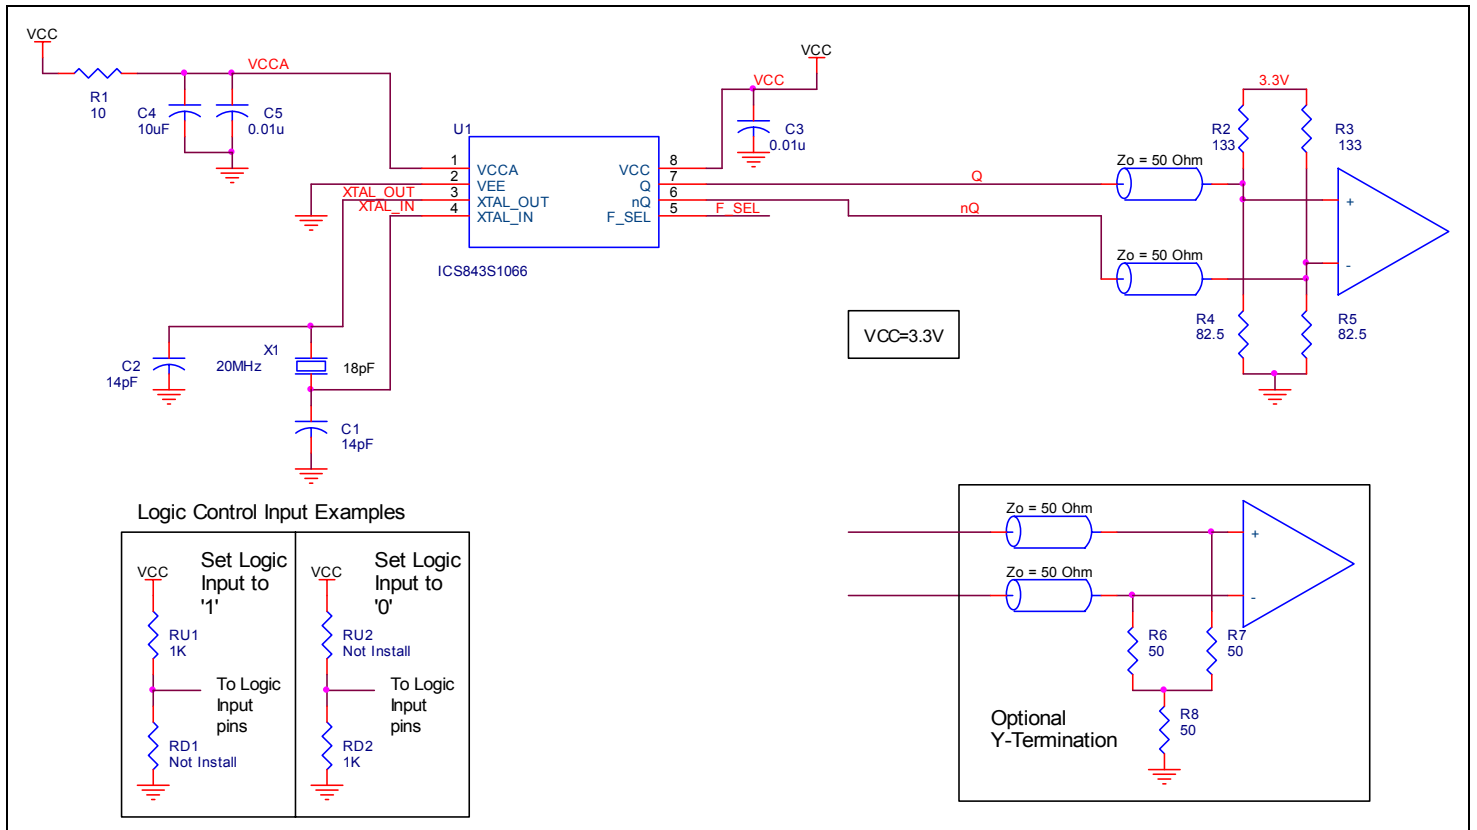 VCC
VCCA
R1
10
C4
10uF
C5
0.01u
VCC
VCC
C3
0.01u
U1
1
2
3
4
VCCA
VEE
XTAL_OUT
XTAL_IN
VCC
Q
nQ
F_SEL
8
7
6
5
XTAL_OUT
XTAL_IN
F_SEL
ICS843S1066
Q
nQ
3.3V
R2
133
R3
133
Zo = 50 Ohm
Zo = 50 Ohm
+
-
R4
82.5
R5
82.5
VCC=3.3V
C2
14pF
X1
20MHz
18pF
C1
14pF
Logic Control Input Examples
Set Logic
Input to
'1'
VCC
RU1
1K
To Logic
Input
pins
RD1
Not Install
Set Logic
Input to
'0'
VCC
RU2
Not Install
To Logic
Input
pins
RD2
1K
Zo = 50 Ohm
Zo = 50 Ohm
+
-
R6
50
R7
50
R8
50
Optional
Y-Termination